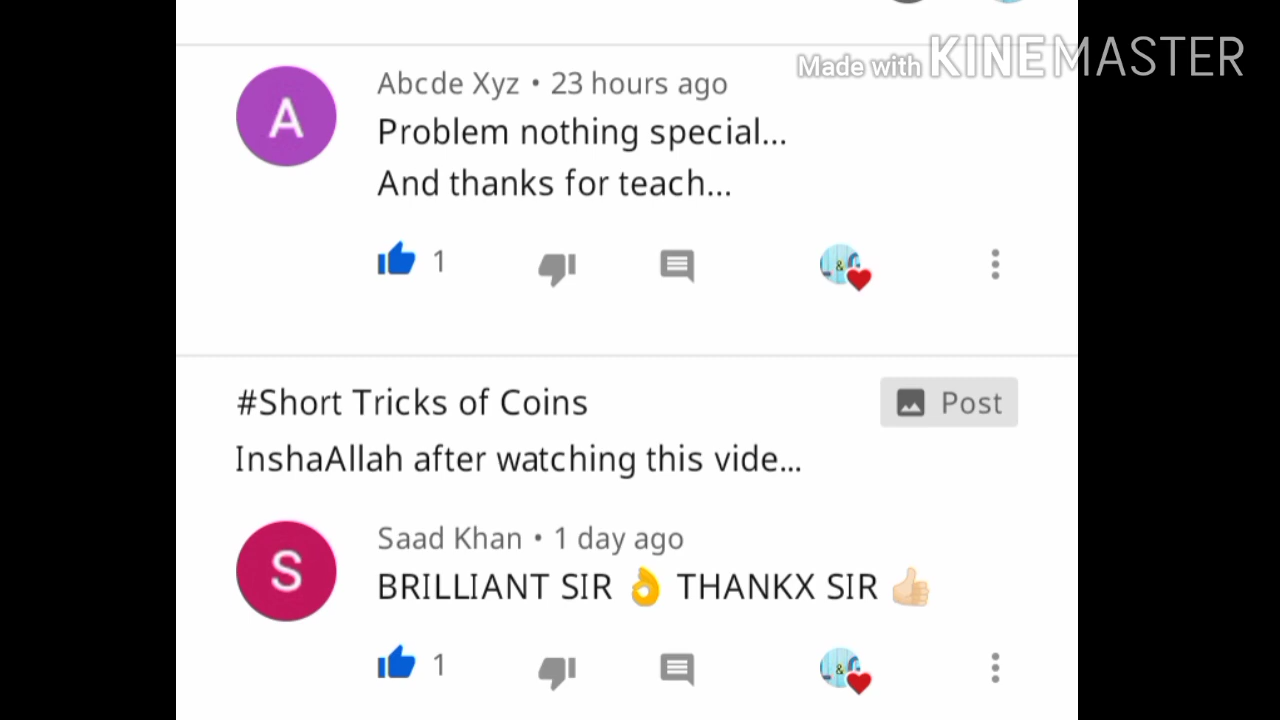 Made with KINEMASTER
A
Abcde Xyz • 23 hours ago
Problem nothing special...
And thanks for teach...
1
&
#Short Tricks of Coins
Post
InshaAllah after watching this vide...
S
Saad Khan • 1 day ago
BRILLIANT SIR 👌 THANKX SIR 👍🏻
1
&